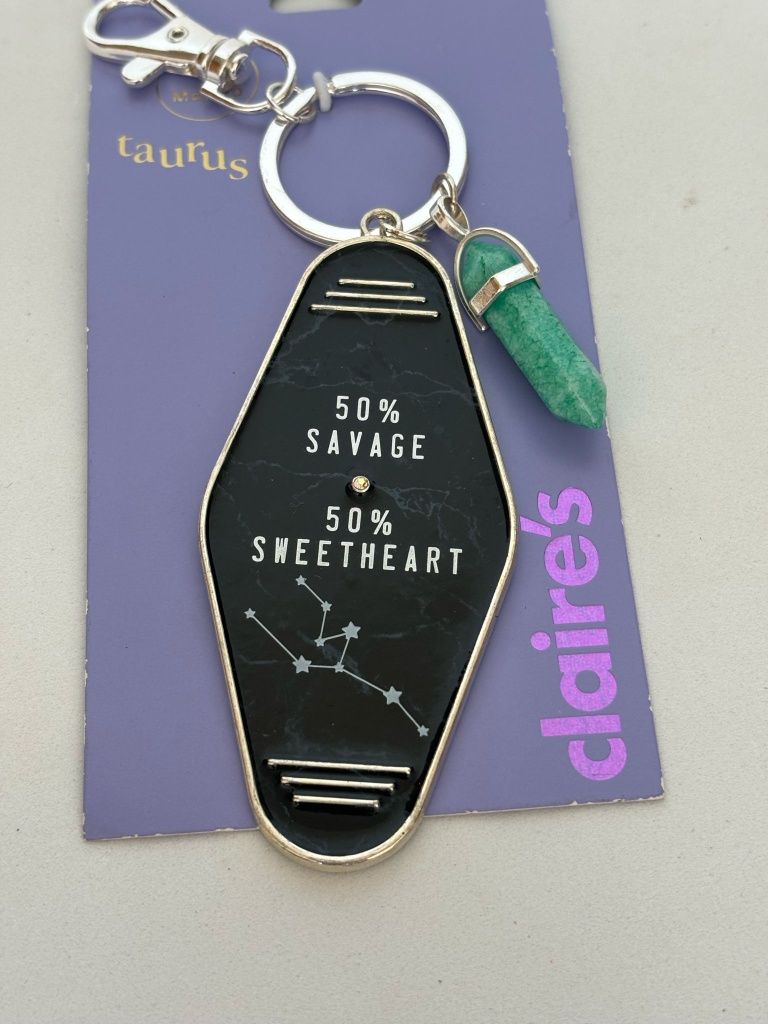 taurus
50%
SAVAGE
50%
SWEETHEART
claire's